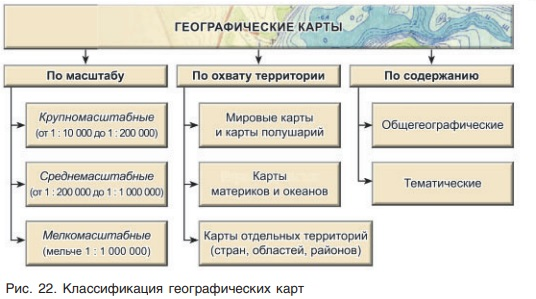 ГЕОГРАФИЧЕСКИЕ КАРТЫ
По масштабу
Крупномасштабные
(от 1 : 10 000 до 1 : 200 000)
Среднемасштабные
(от 1 : 200 000 до 1 : 1 000 000)
Мелкомасштабные
(мельче 1 : 1 000 000)
По охвату территории
Мировые карты
и карты полушарий
Карты
материков и океанов
Карты отдельных территорий
(стран, областей, районов)
По содержанию
Общегеографические
Тематические
Рис. 22. Классификация географических карт